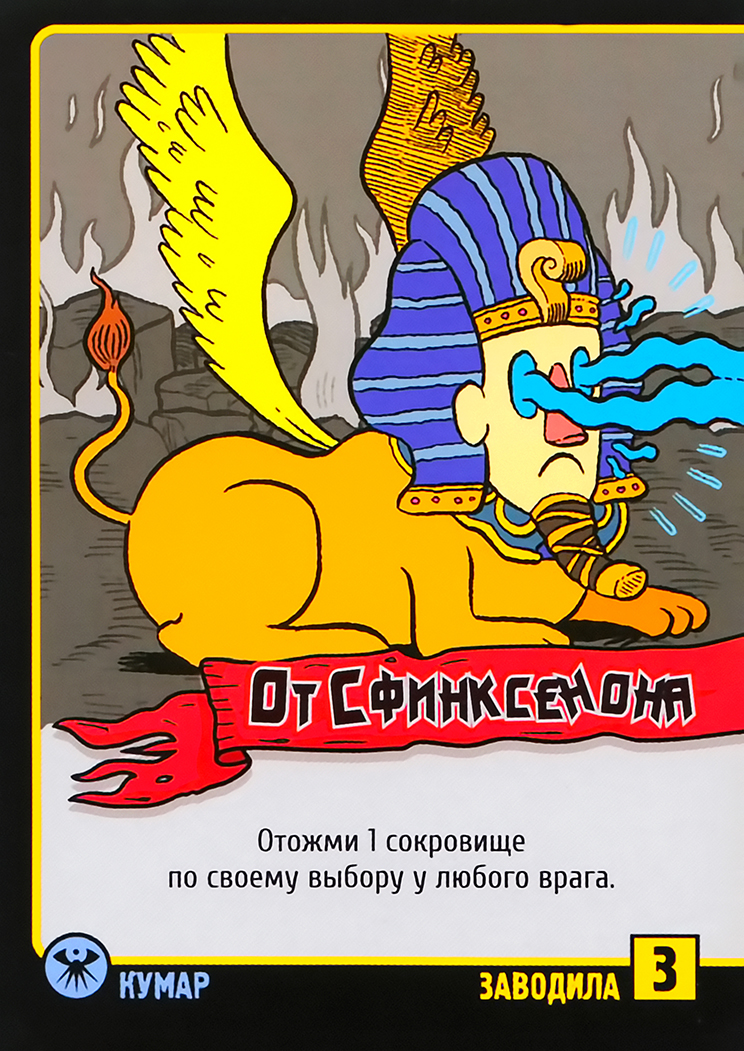 От Сфинксенона
Отожми 1 сокровище
по своему выбору у любого врага.
КУМАР
ЗАВОДИЛА 3